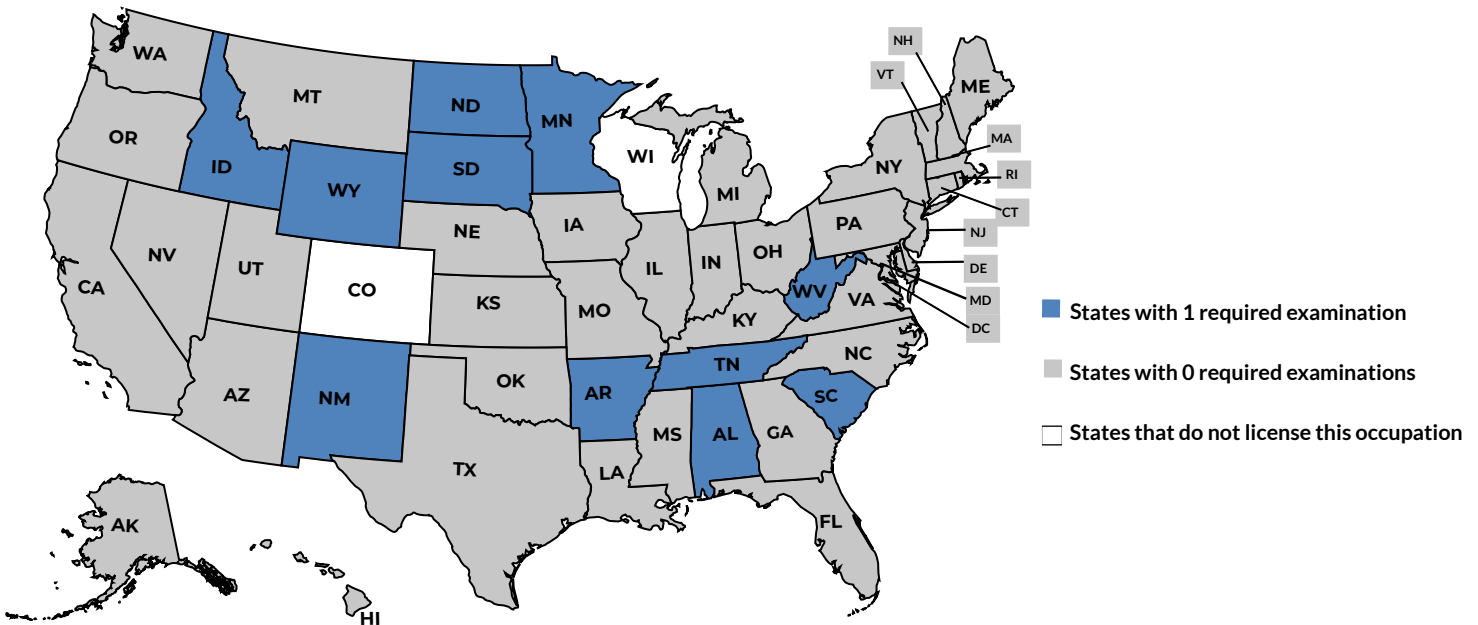 WA
MT
ND
MN
OR
ID
WY
SD
WI
MI
NY
ME
NH
VT
MA
RI
CT
NJ
DE
MD
DC
NV
UT
CA
CO
NE
IA
KS
IL
IN
OH
PA
WV
VA
MO
KY
NC
AZ
NM
OK
AR
TN
SC
MS
AL
GA
TX
LA
FL
AK
HI
States with 1 required examination
States with 0 required examinations
States that do not license this occupation